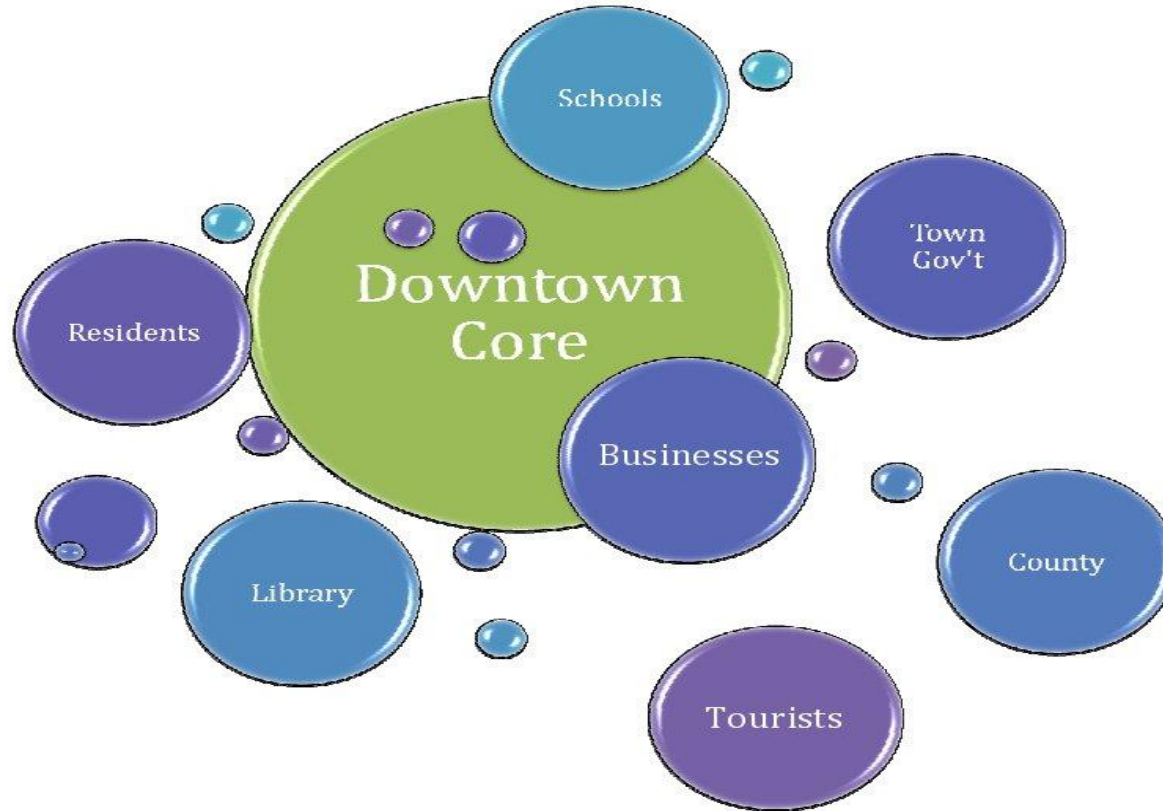 Schools
Town
Gov't
Downtown
Core
Residents
Businesses
County
Library
Tourists